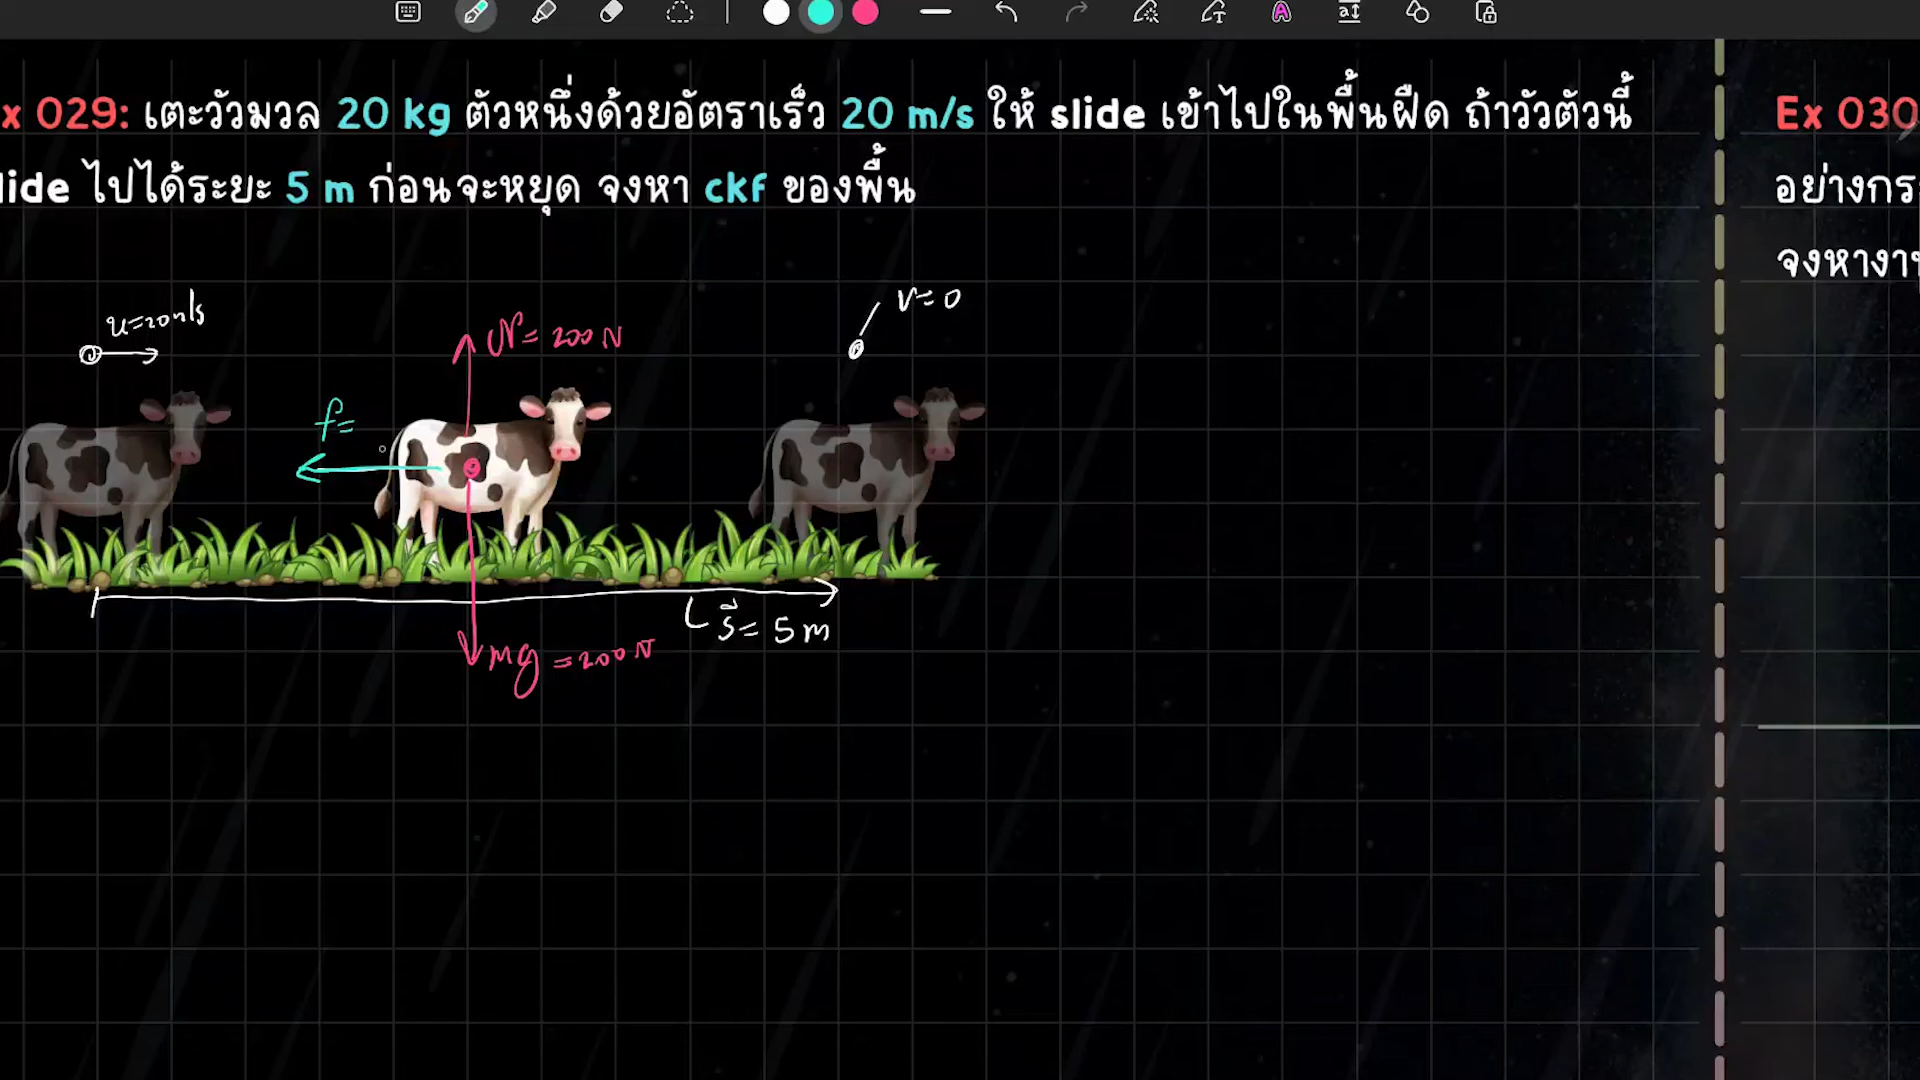 x 029: เตะวัวมวล 20 kg ตัวหนึ่งด้วยอัตราเร็ว 20 m/s ให้ slide เข้าไปในพื้นฝืด ถ้าวัวตัวนี้
lide ไปได้ระยะ 5 m ก่อนจะหยุด จงหา ckf ของพื้น
u=20m/s
N=200 N
v=0
f=
s⃗=5m
mg=200N
Ex 030
อย่างกระ
จงหางา